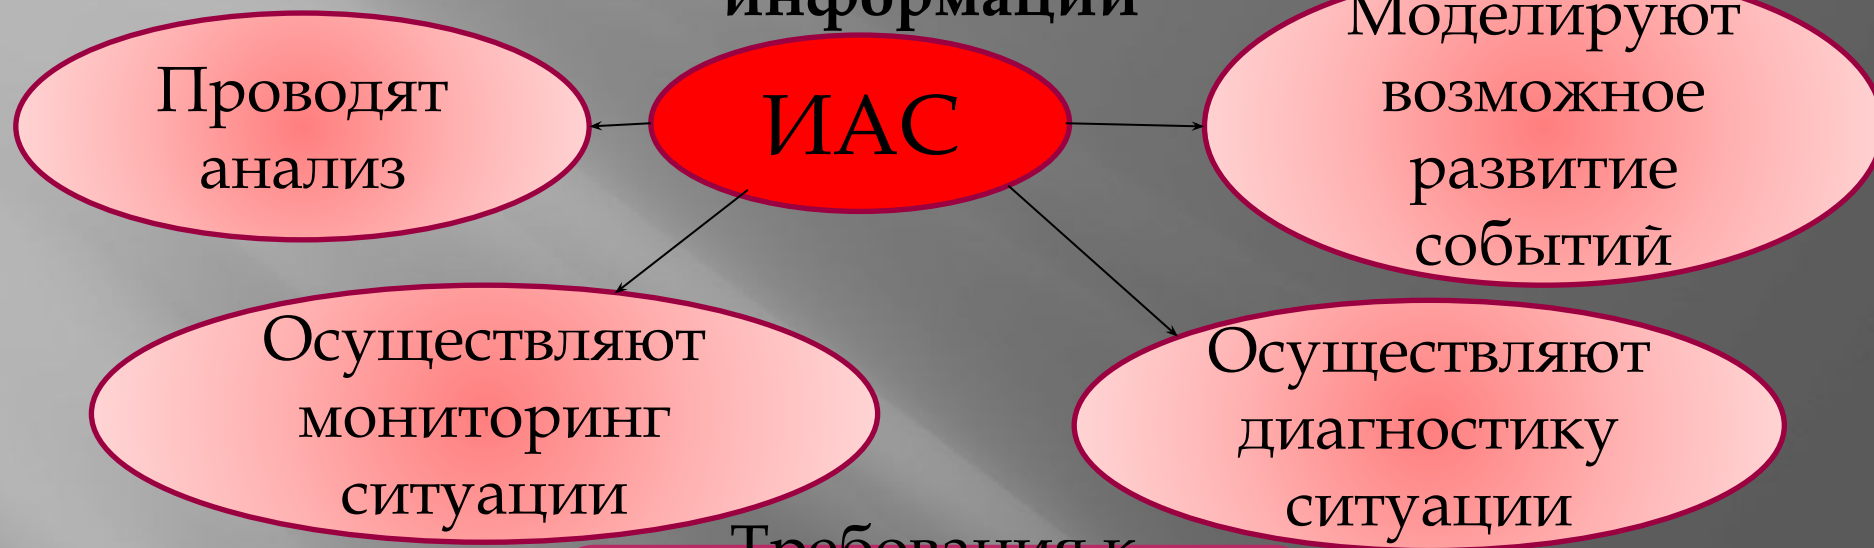 информации
Проводят
анализ
ИАС
Моделируют
возможное
развитие
событий
Осуществляют
мониторинг
ситуации
Осуществляют
диагностику
ситуации
Требования к